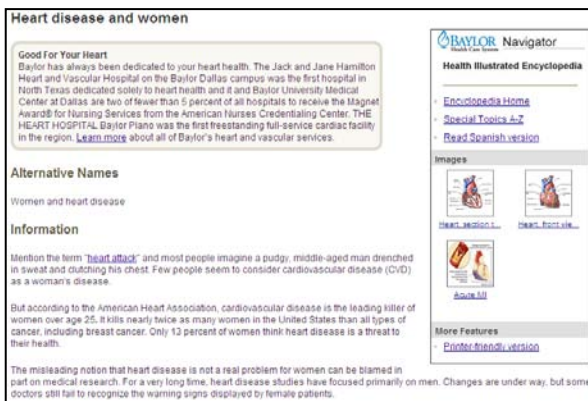 Heart disease and women
Good For Your Heart
Baylor has always been dedicated to your heart health. The Jack and Jane Hamilton
Heart and Vascular Hospital on the Baylor Dallas campus was the first hospital in
North Texas dedicated solely to heart health and it and Baylor University Medical
Center at Dallas are two of fewer than 5 percent of all hospitals to receive the Magnet
Award® for Nursing Services from the American Nurses Credentialing Center. THE
HEART HOSPITAL Baylor Plano was the first freestanding full-service cardiac facility
in the region. Learn more about all of Baylor's heart and vascular services.
Alternative Names
Women and heart disease
Information
Mention the term "heart attack" and most people imagine a pudgy, middle-aged man drenched
in sweat and clutching his chest. Few people seem to consider cardiovascular disease (CVD)
as a woman's disease.
But according to the American Heart Association, cardiovascular disease is the leading killer of
women over age 25. It kills nearly twice as many women in the United States than all types of
cancer, including breast cancer. Only 13 percent of women think heart disease is a threat to
their health.
The misleading notion that heart disease is not a real problem for women can be blamed in
part on medical research. For a very long time, heart disease studies have focused primarily on men. Changes are under way, but some
doctors still fail to recognize the warning signs displayed by female patients.
BAYLOR Navigator
Health Care System
Health Illustrated Encyclopedia
Encyclopedia Home
Special Topics A-Z
Read Spanish version
Images
Heart, section t...
Heart, front vie...
Acute MI
More Features
Printer-friendly version